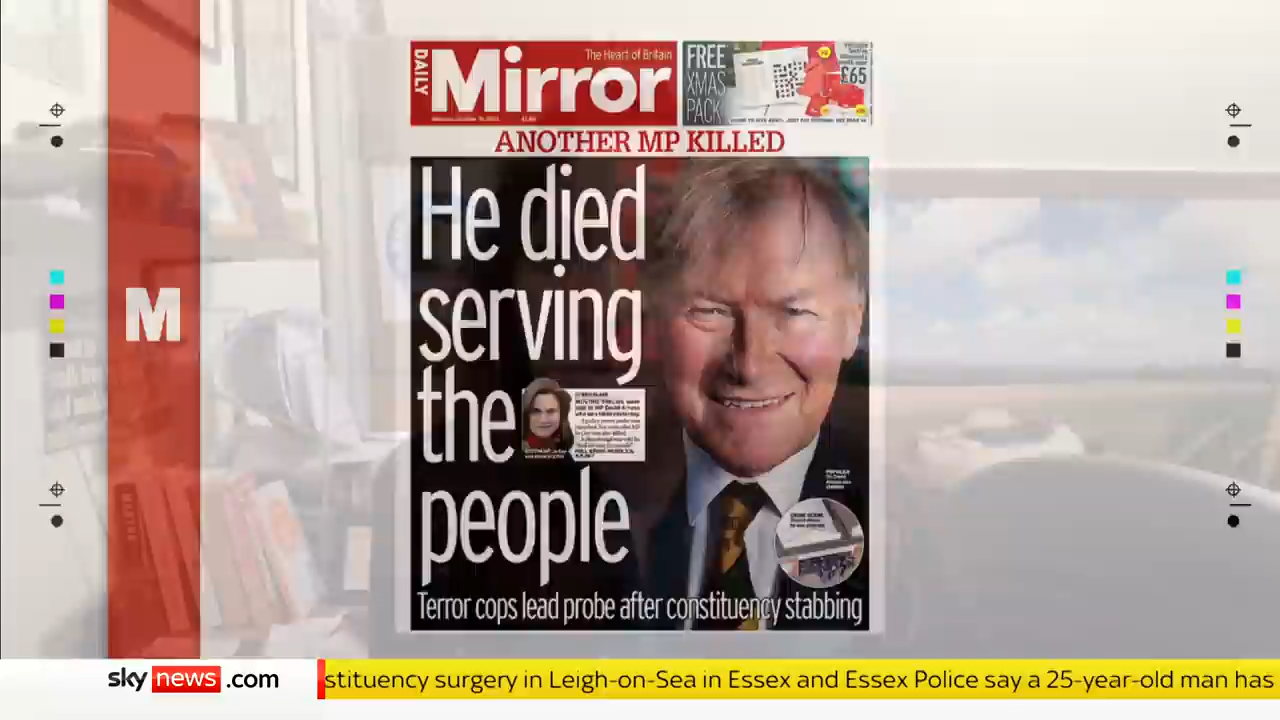 DAILY
Mirror
The Heart of Britain
FREE
XMAS
PACK
£65
ANOTHER MP KILLED
He died
serving
the
people
Terror cops lead probe after constituency stabbing
M
sky news .com
stituency surgery in Leigh-on-Sea in Essex and Essex Police say a 25-year-old man has